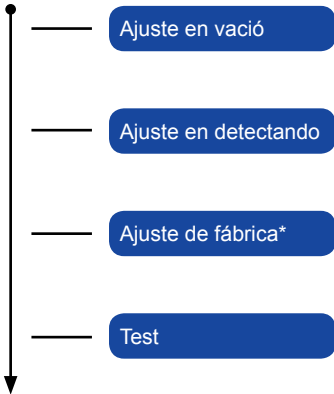 Ajuste en vació
Ajuste en detectando
Ajuste de fábrica*
Test